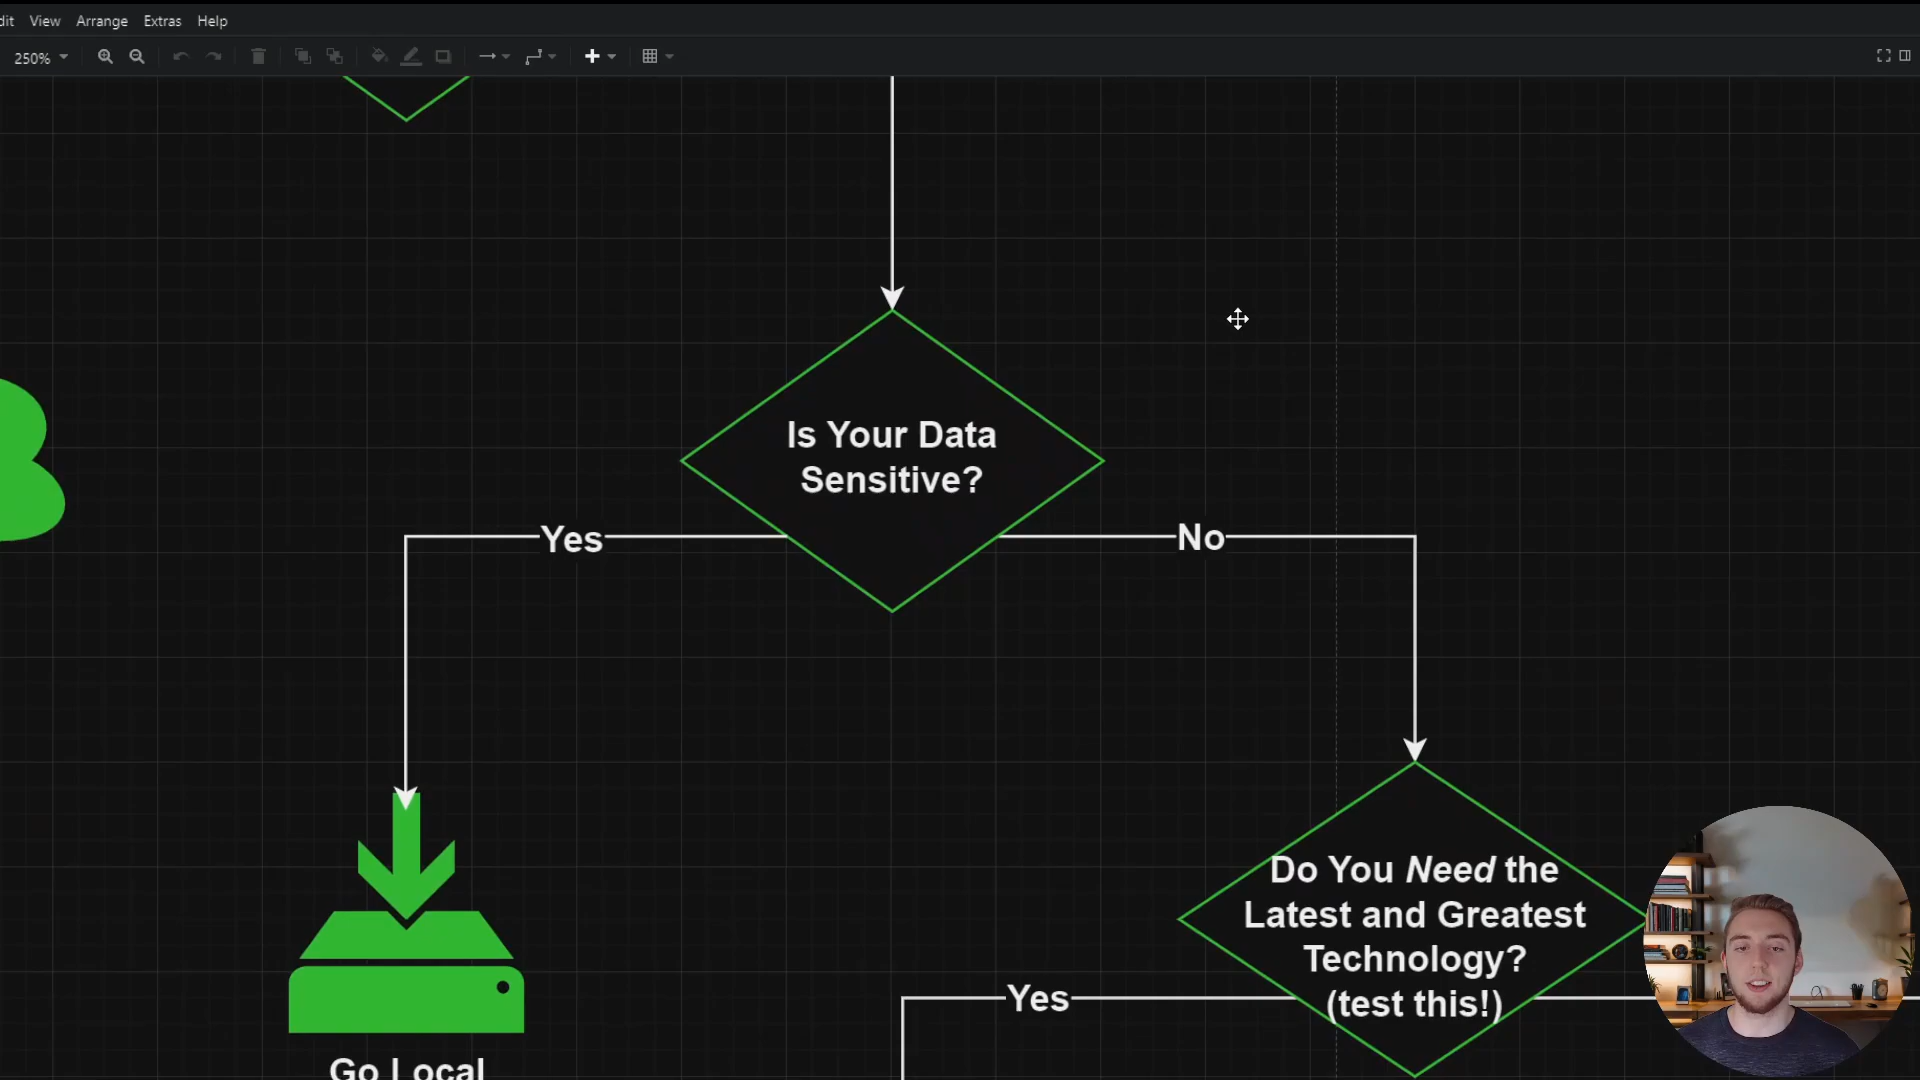 dit View Arrange Extras Help
250%
Is Your Data
Sensitive?
Yes
No
Do You Need the
Latest and Greatest
Technology?
(test this!)
Yes
Go Local